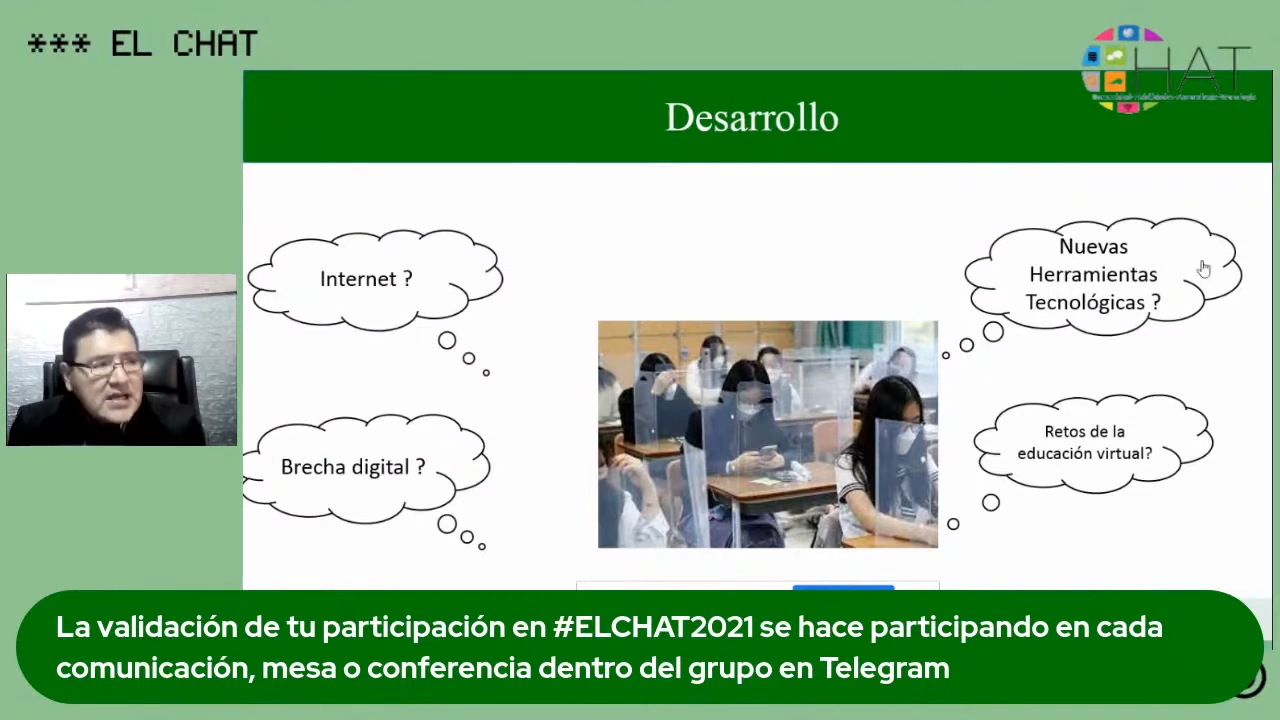 *** EL CHAT
HAT
Desarrollo
Internet ?
Nuevas
Herramientas
Tecnológicas ?
Brecha digital ?
Retos de la
educación virtual?
La validación de tu participación en #ELCHAT2021 se hace participando en cada
comunicación, mesa o conferencia dentro del grupo en Telegram